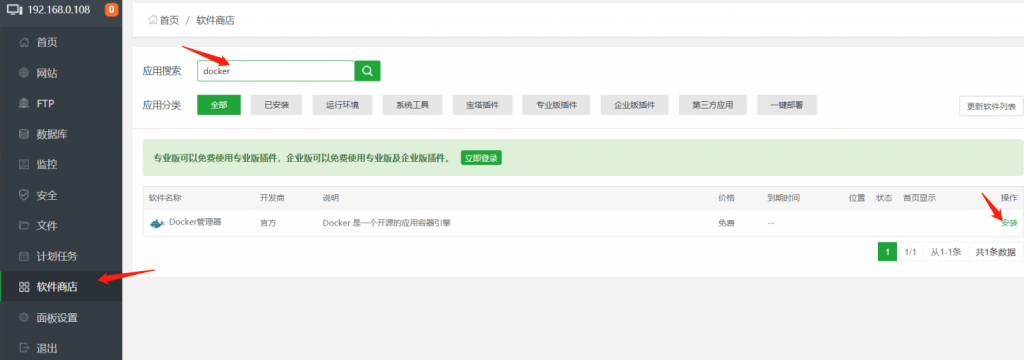 192.168.0.108 0
首页
网站
FTP
数据库
监控
安全
文件
计划任务
软件商店
面板设置
退出
首页 / 软件商店
应用搜索 docker
应用分类 全部 已安装 运行环境 系统工具 宝塔插件 专业版插件 企业版插件 第三方应用 一键部署 更新软件列表
专业版可以免费使用专业版插件，企业版可以免费使用专业版及企业版插件。 立即登录
软件名称 开发商 说明 价格 到期时间 位置 状态 首页显示 操作
Docker管理器 官方 Docker 是一个开源的应用容器引擎 免费 -- 安装
1 1/1 从1-1条 共1条数据